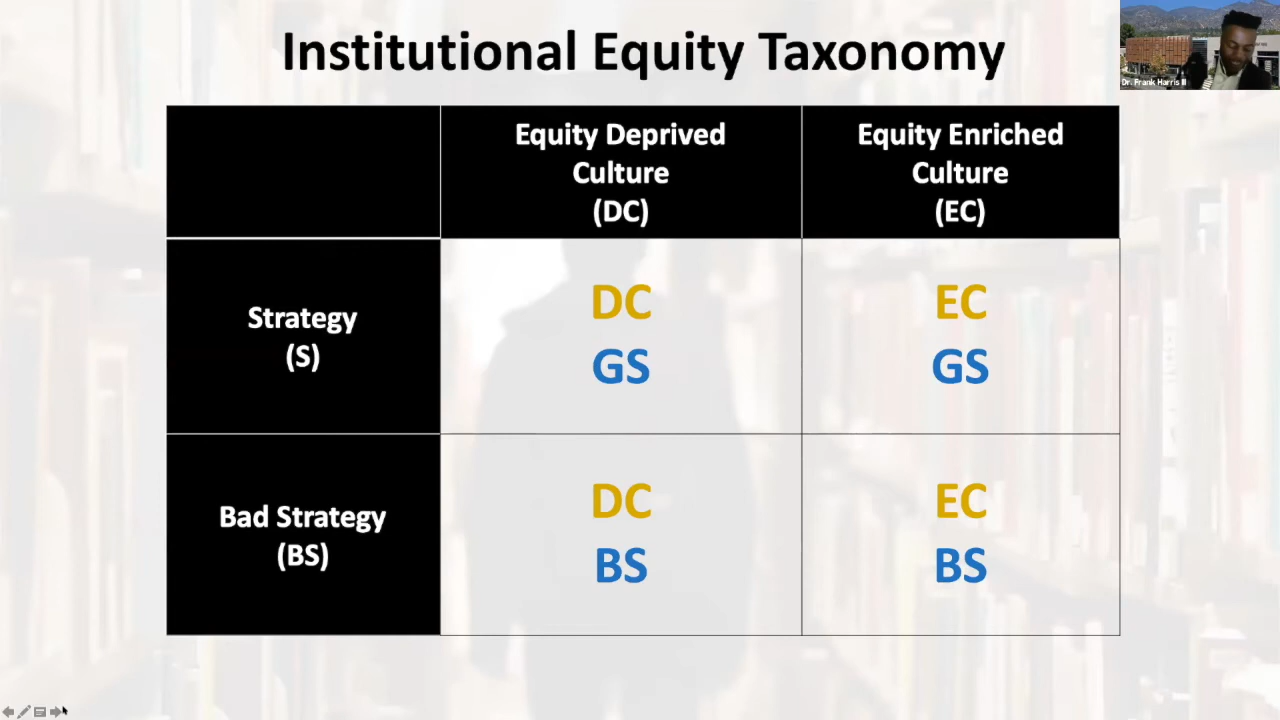 Institutional Equity Taxonomy
Dr. Frank Harris III
Equity Deprived
Culture
(DC)
Equity Enriched
Culture
(EC)
Strategy
(S)
DC
GS
EC
GS
Bad Strategy
(BS)
DC
BS
EC
BS